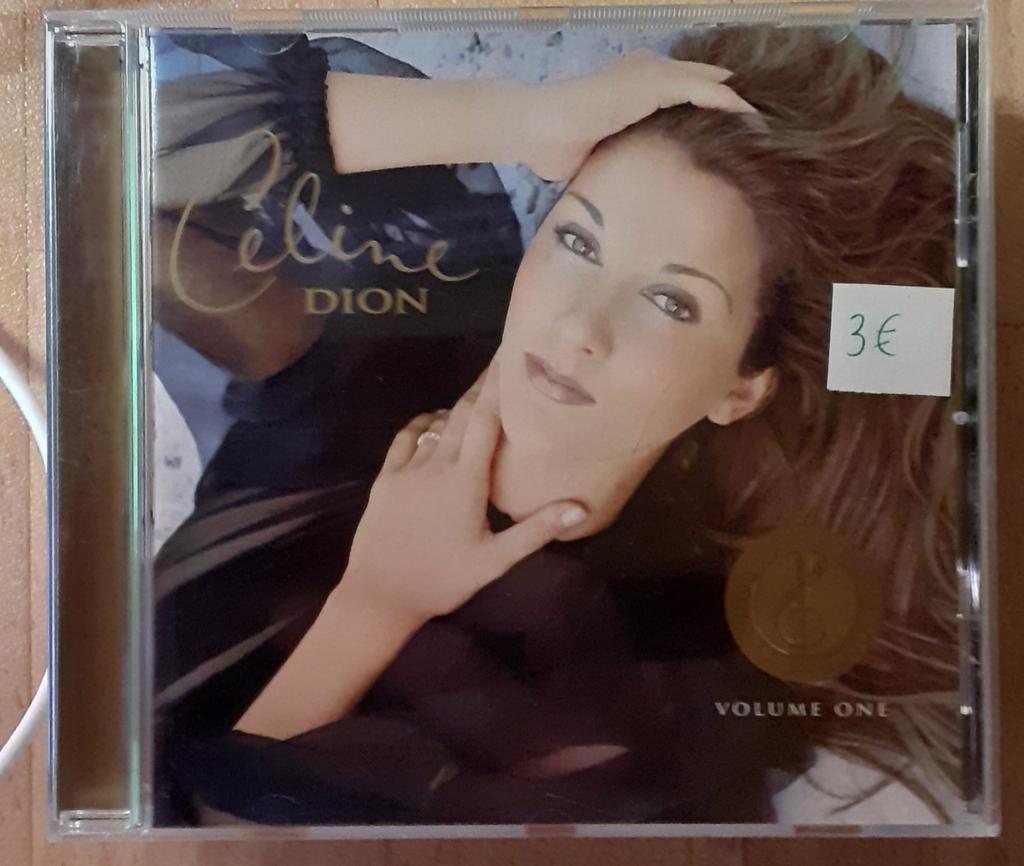 Céline
DION
3€
VOLUME ONE